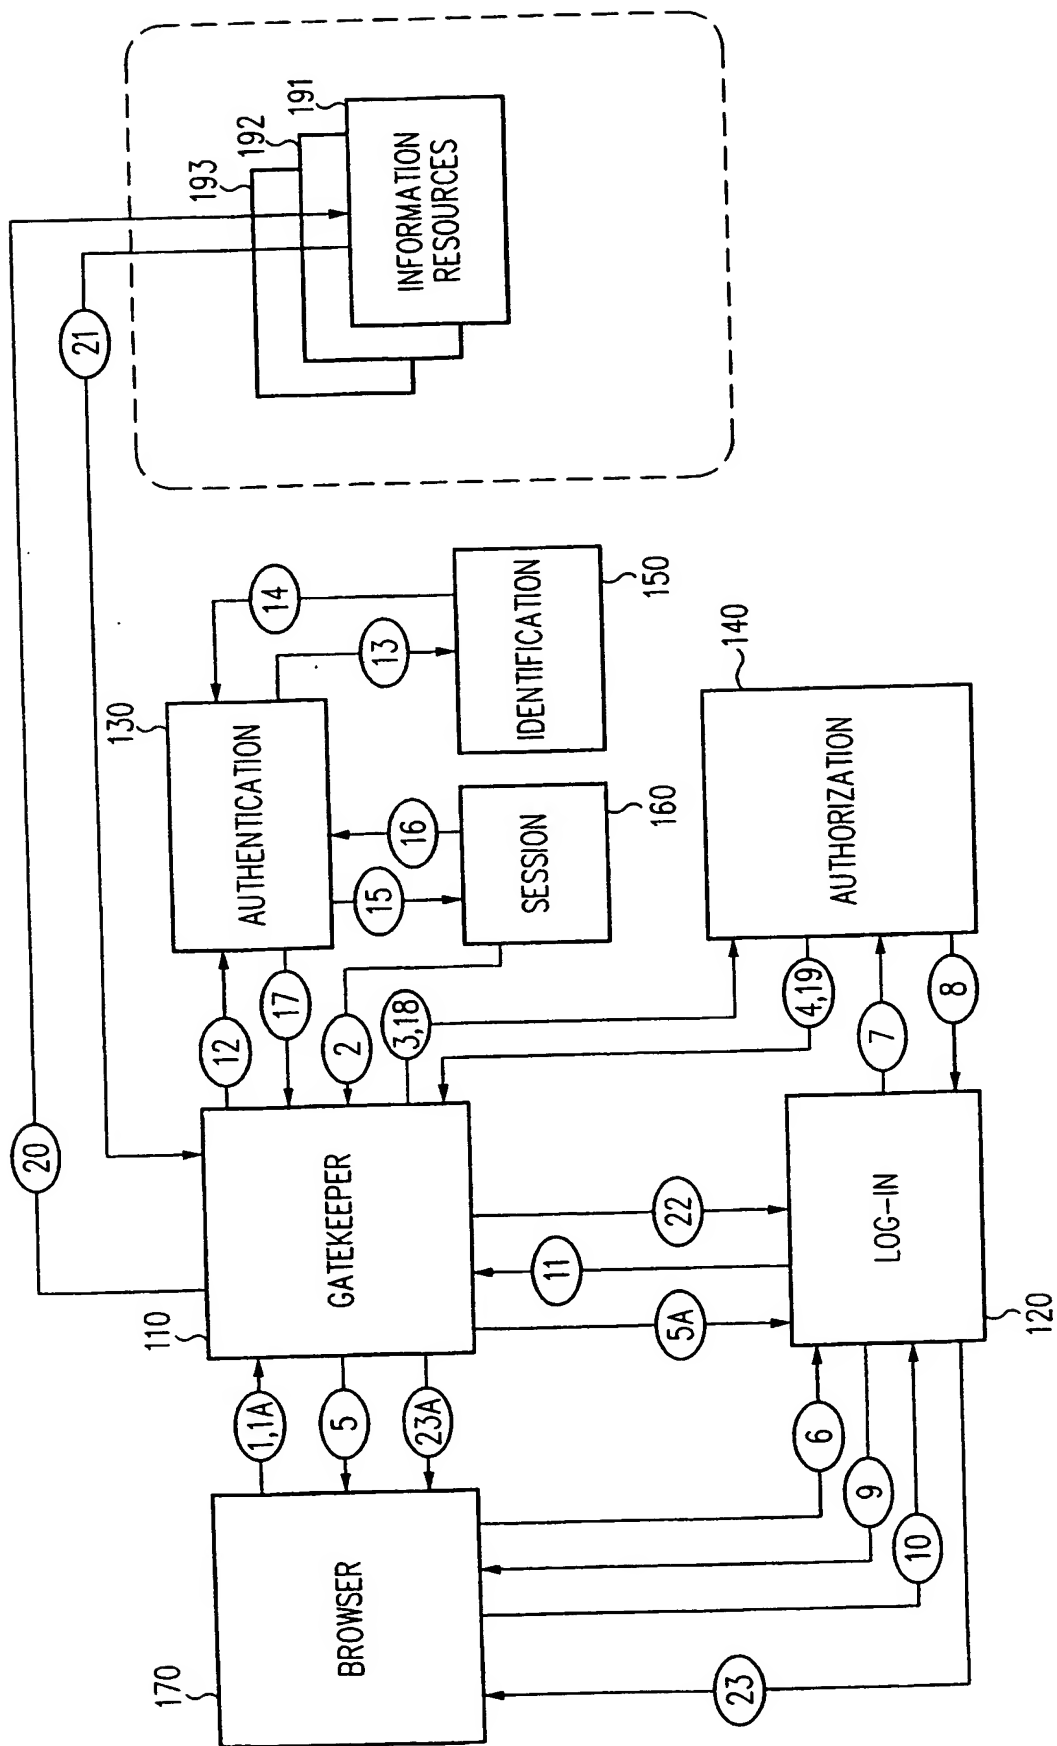 170
BROWSER
1,1A
5
23A
110
GATEKEEPER
20
21
12
17
2
3,18
130
AUTHENTICATION
15
16
13
14
SESSION
160
IDENTIFICATION
150
193
192
191
INFORMATION
RESOURCES
6
9
10
23
5A
11
22
LOG-IN
120
7
8
4,19
AUTHORIZATION
140